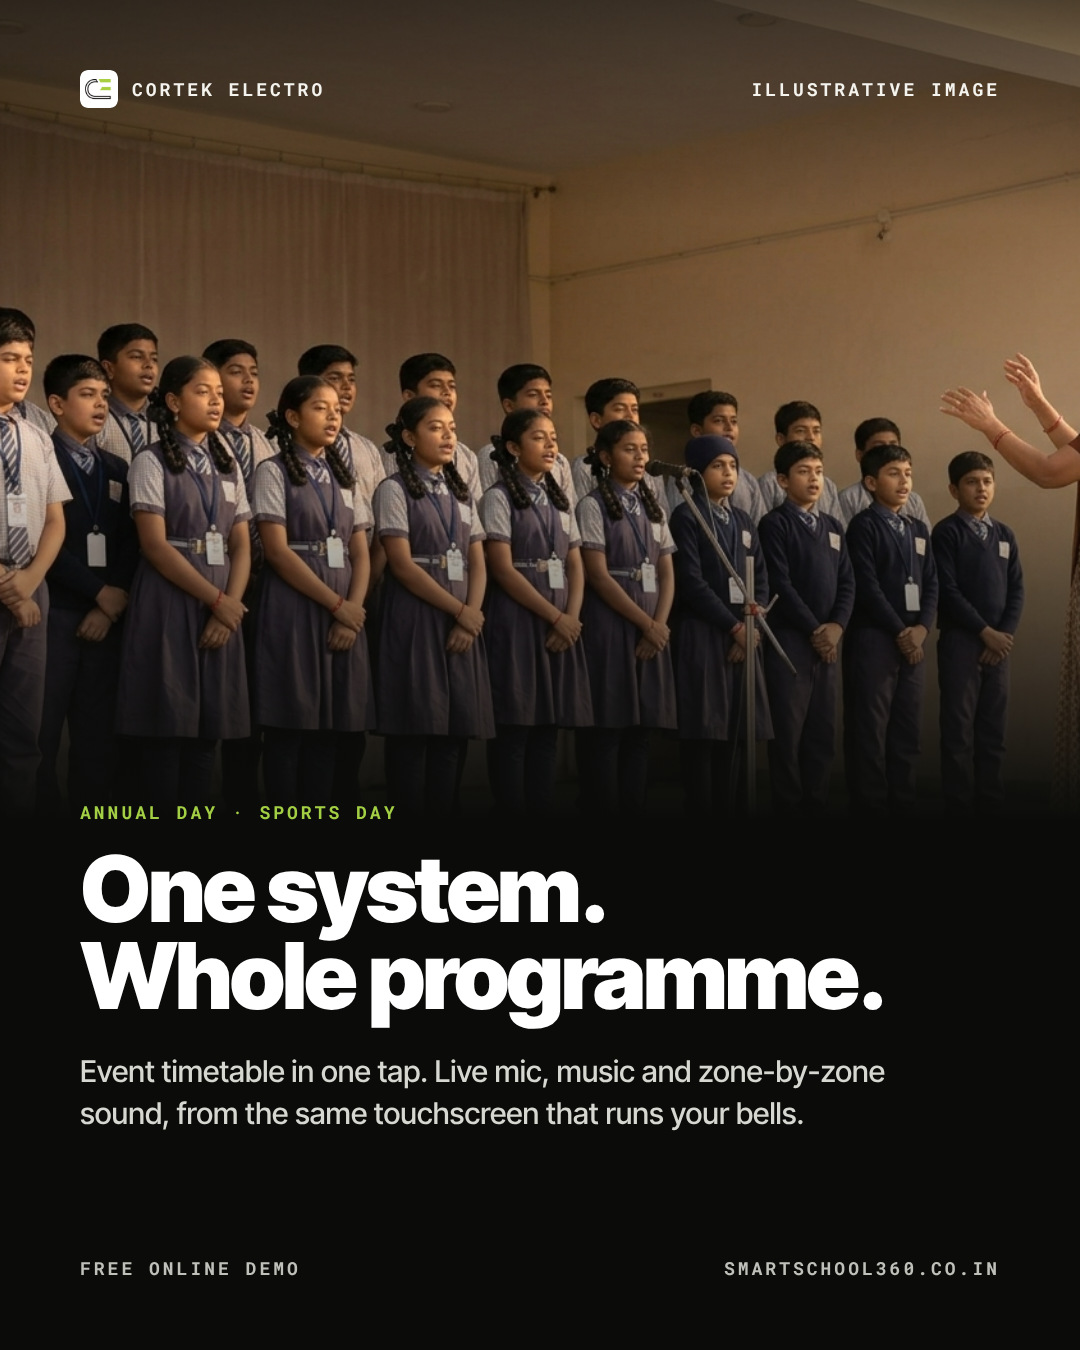 CORTEK ELECTRO
ILLUSTRATIVE IMAGE
ANNUAL DAY · SPORTS DAY
One system.
Whole programme.
Event timetable in one tap. Live mic, music and zone-by-zone
sound, from the same touchscreen that runs your bells.
FREE ONLINE DEMO
SMARTSCHOOL360.CO.IN